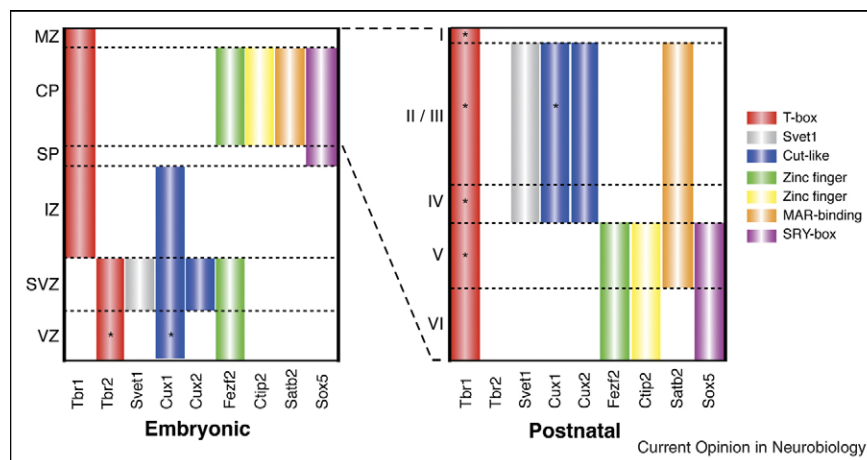 MZ
CP
SP
IZ
SVZ
VZ
*
*
Tbr1
Tbr2
Svet1
Cux1
Cux2
Fezf2
Ctip2
Satb2
Sox5
Embryonic
I
II / III
IV
V
VI
*
*
*
*
*
Tbr1
Tbr2
Svet1
Cux1
Cux2
Fezf2
Ctip2
Satb2
Sox5
Postnatal
T-box
Svet1
Cut-like
Zinc finger
Zinc finger
MAR-binding
SRY-box
Current Opinion in Neurobiology